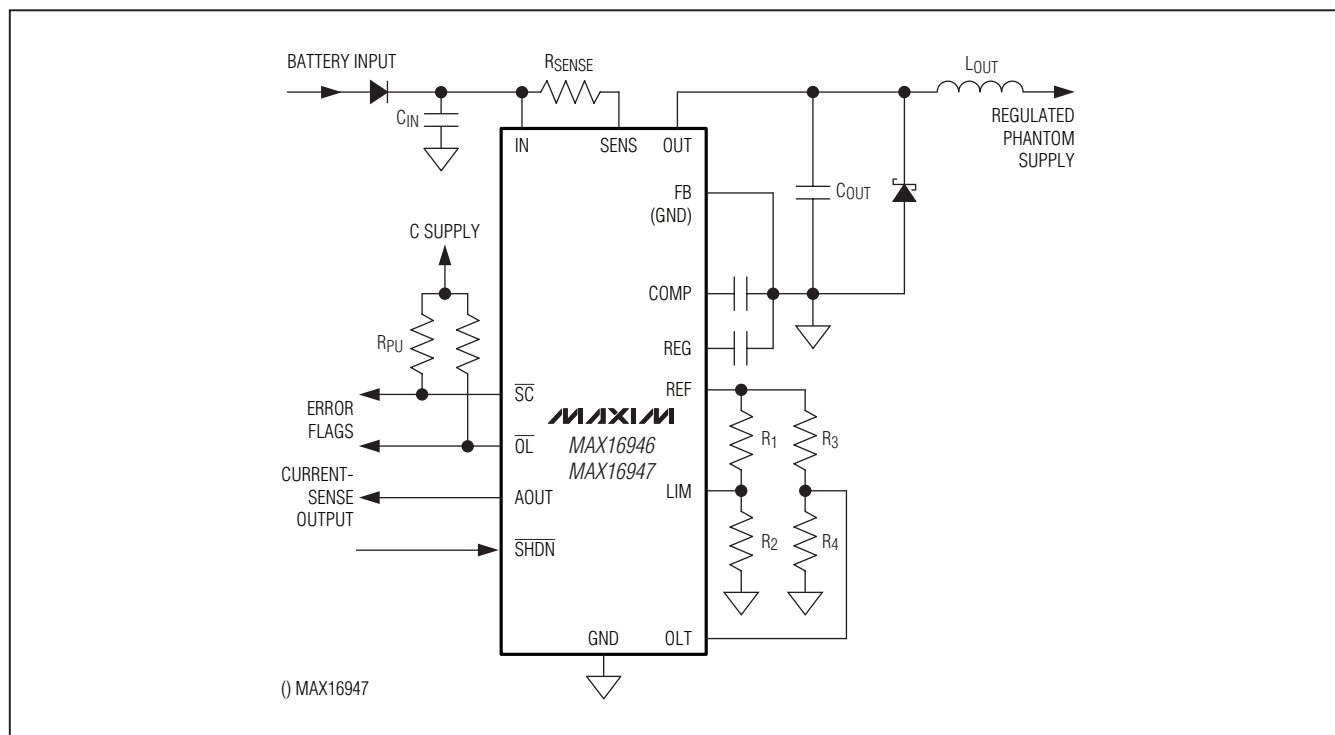 BATTERY INPUT
RSENSE
LOUT
CIN
REGULATED
PHANTOM
SUPPLY
IN
SENS
OUT
FB
(GND)
COUT
C SUPPLY
COMP
RPU
REG
SC
REF
ERROR
FLAGS
MAXIM
R1
R3
OL
MAX16946
MAX16947
CURRENT-
SENSE
OUTPUT
AOUT
LIM
R2
R4
SHDN
GND
OLT
() MAX16947